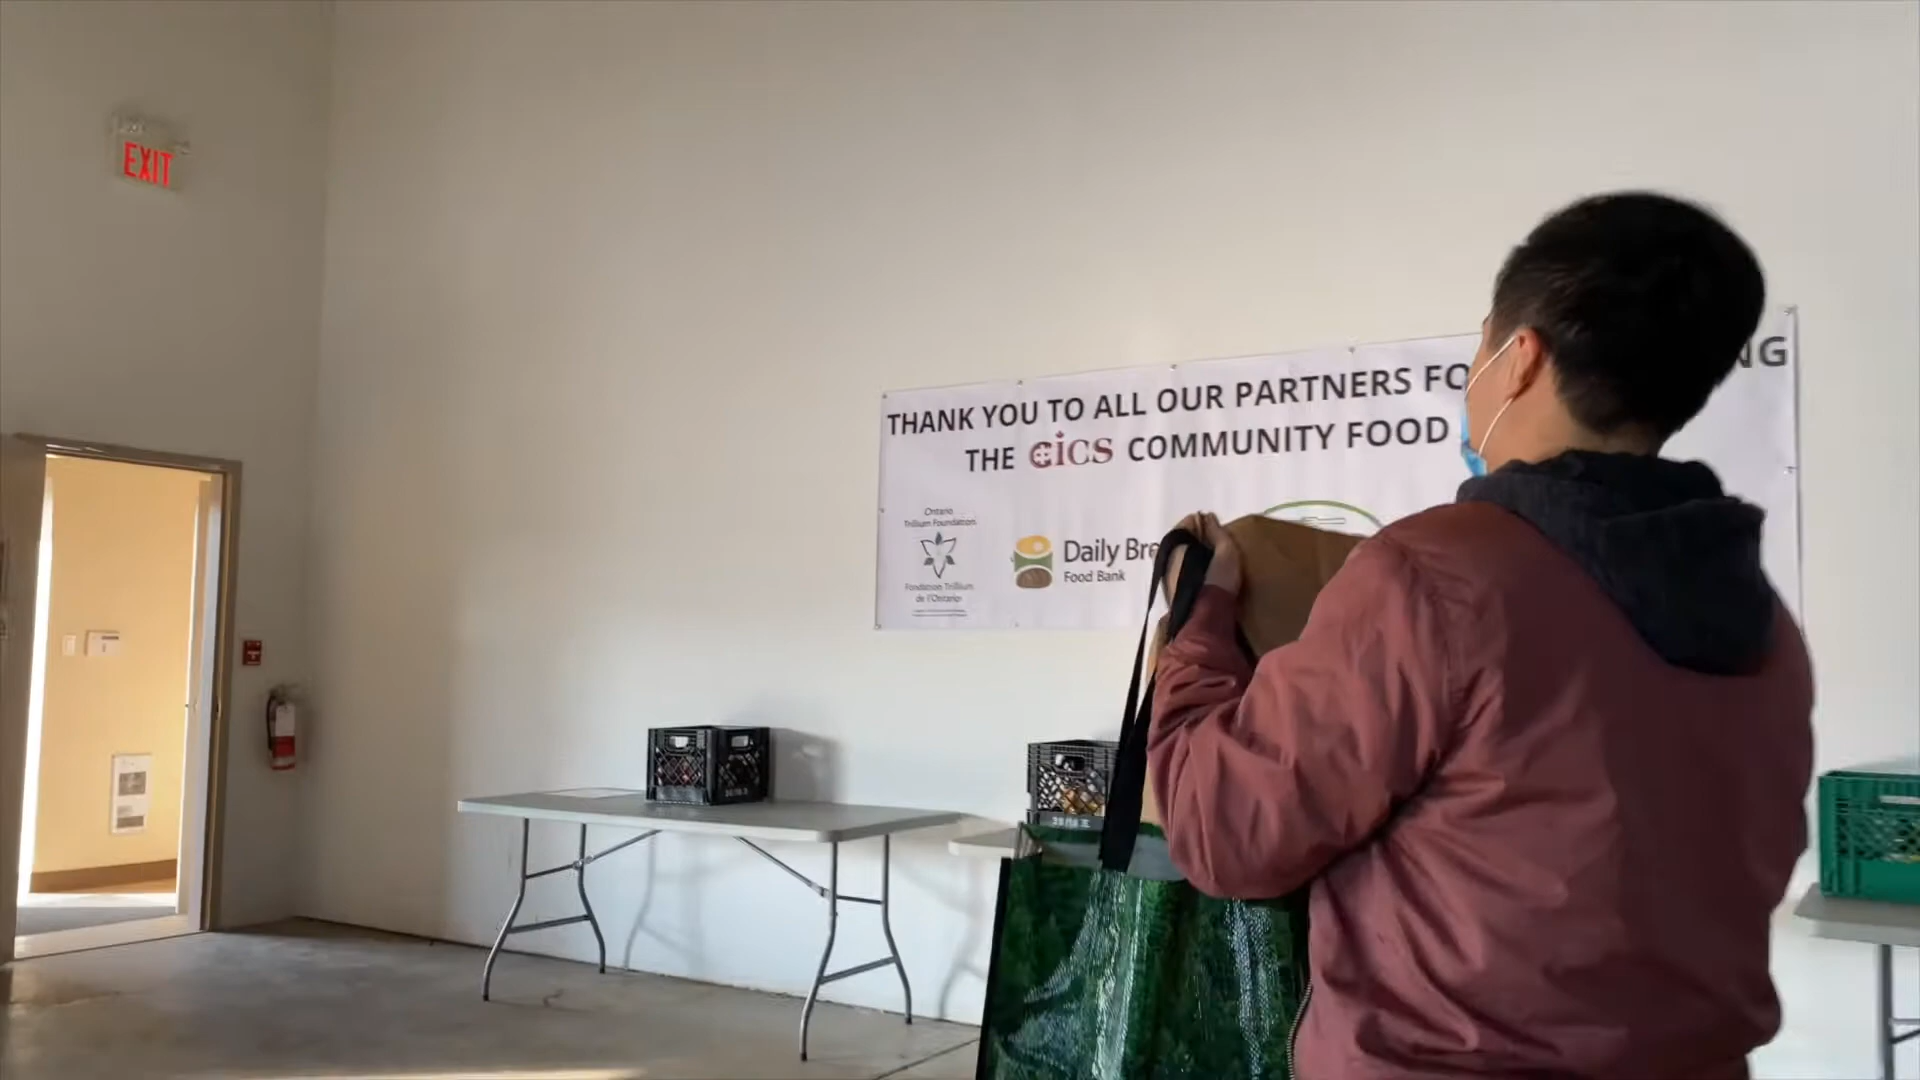 EXIT
THANK YOU TO ALL OUR PARTNERS FO
NG
THE CICS COMMUNITY FOOD
Ontario
Trillium Foundation
Fondation Trillium
de l'Ontario
Daily Bre
Food Bank